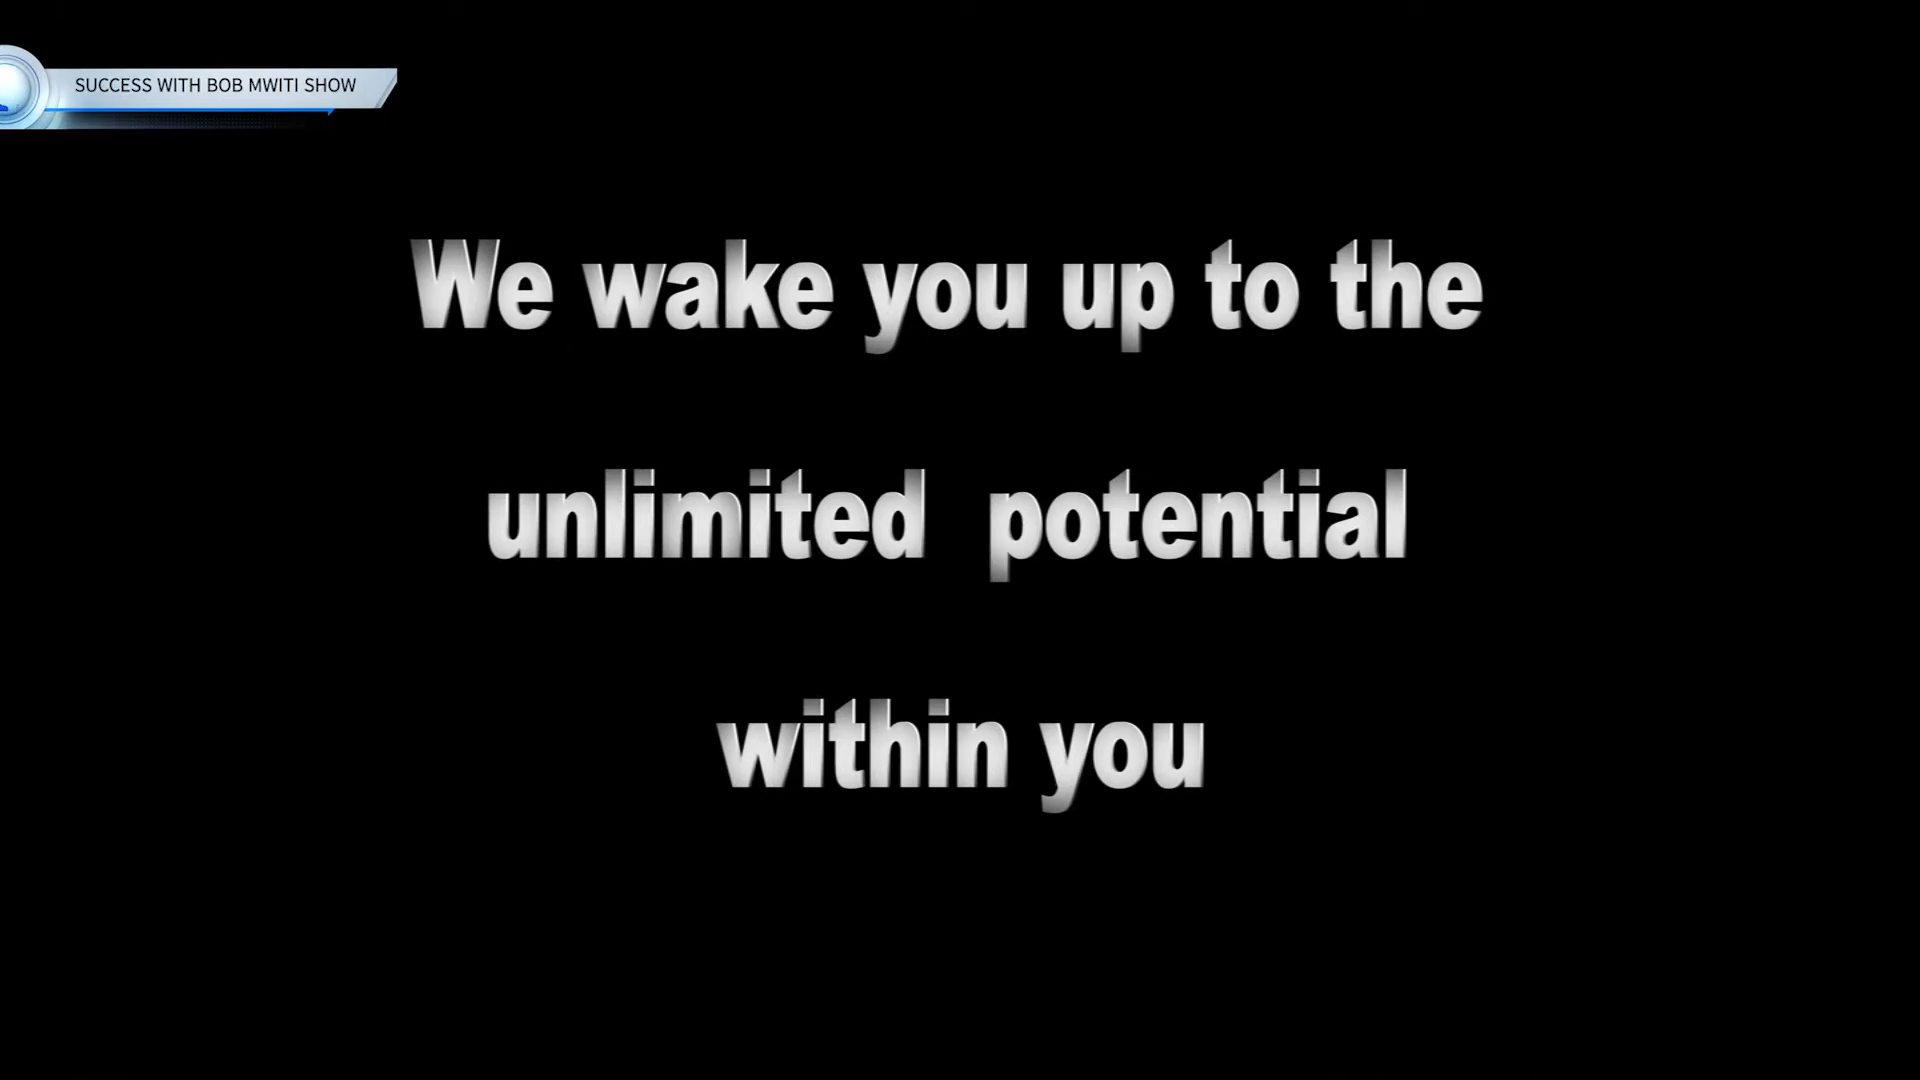 SUCCESS WITH BOB MWITI SHOW
We wake you up to the
unlimited potential
within you